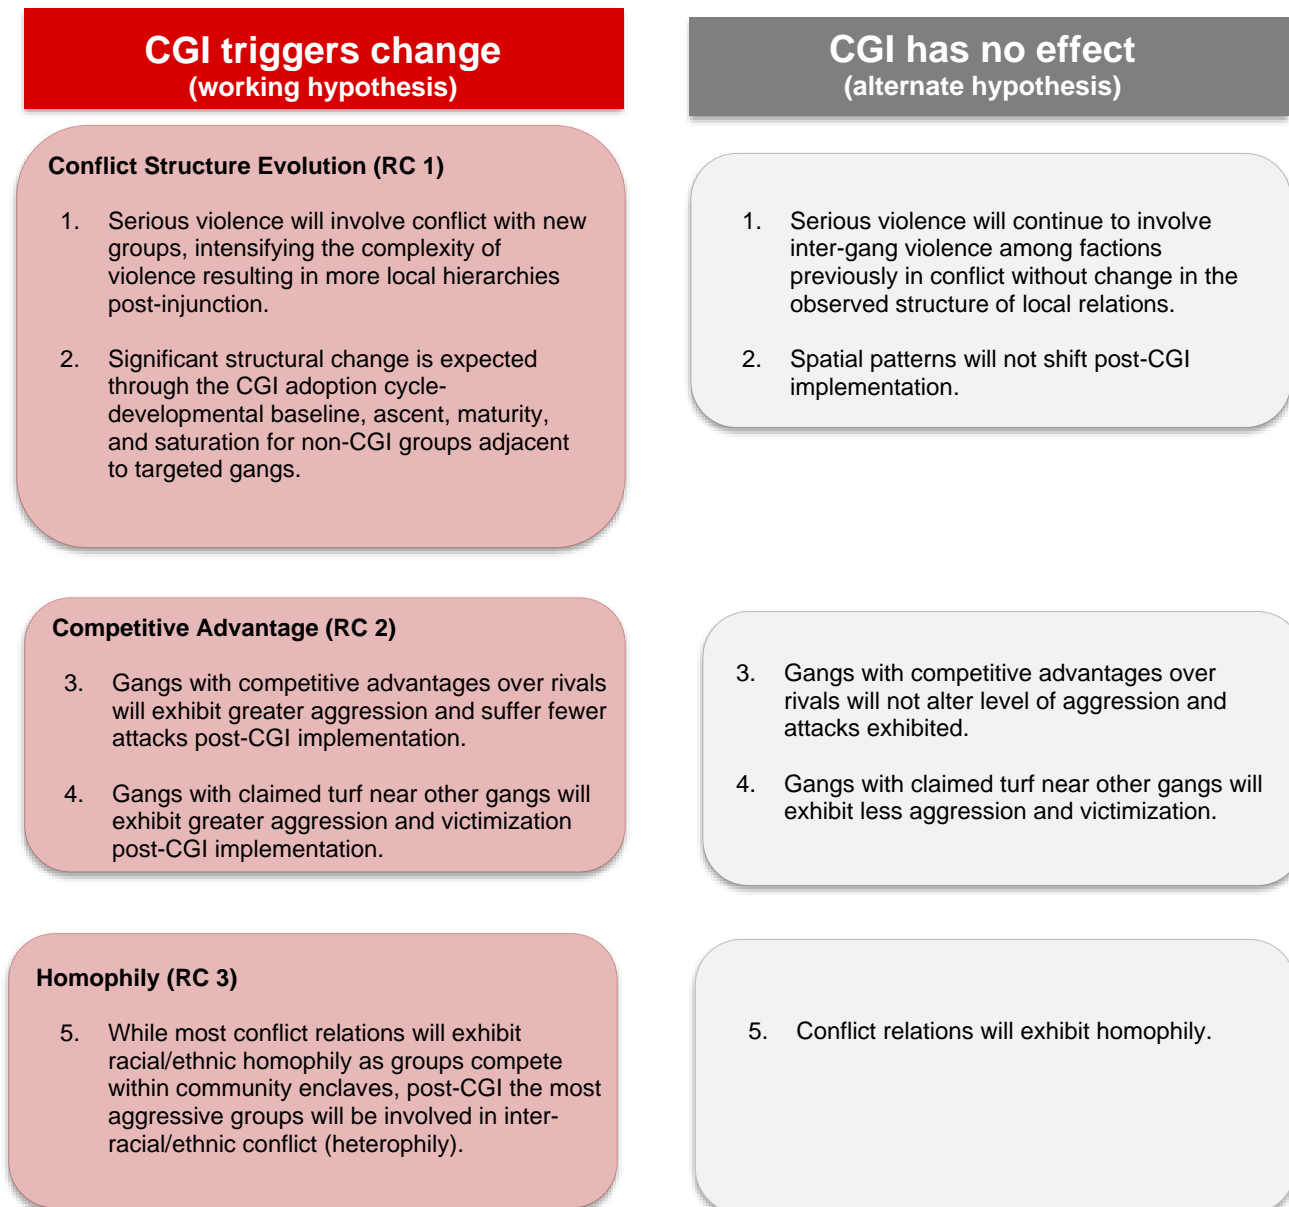 CGI triggers change
(working hypothesis)
CGI has no effect
(alternate hypothesis)
Conflict Structure Evolution (RC 1)
1. Serious violence will involve conflict with new
groups, intensifying the complexity of
violence resulting in more local hierarchies
post-injunction.
2. Significant structural change is expected
through the CGI adoption cycle-
developmental baseline, ascent, maturity,
and saturation for non-CGI groups adjacent
to targeted gangs.
1. Serious violence will continue to involve
inter-gang violence among factions
previously in conflict without change in the
observed structure of local relations.
2. Spatial patterns will not shift post-CGI
implementation.
Competitive Advantage (RC 2)
3. Gangs with competitive advantages over rivals
will exhibit greater aggression and suffer fewer
attacks post-CGI implementation.
4. Gangs with claimed turf near other gangs will
exhibit greater aggression and victimization
post-CGI implementation.
3. Gangs with competitive advantages over
rivals will not alter level of aggression and
attacks exhibited.
4. Gangs with claimed turf near other gangs will
exhibit less aggression and victimization.
Homophily (RC 3)
5. While most conflict relations will exhibit
racial/ethnic homophily as groups compete
within community enclaves, post-CGI the most
aggressive groups will be involved in inter-
racial/ethnic conflict (heterophily).
5. Conflict relations will exhibit homophily.